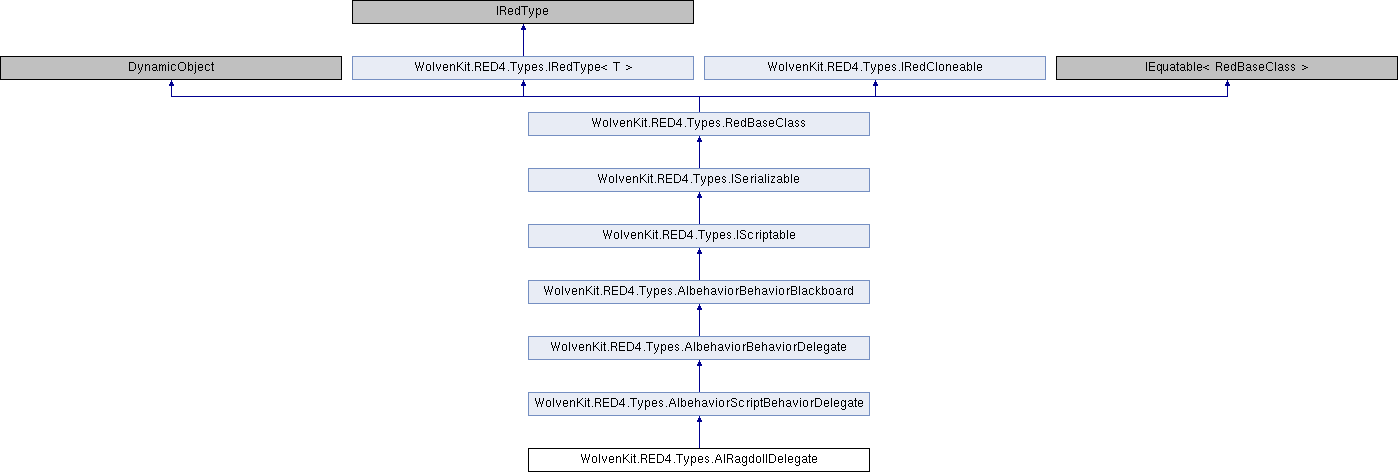 IRedType
DynamicObject
WolvenKit.RED4.Types.IRedType< T >
WolvenKit.RED4.Types.IRedCloneable
IEquatable< RedBaseClass >
WolvenKit.RED4.Types.RedBaseClass
WolvenKit.RED4.Types.ISerializable
WolvenKit.RED4.Types.IScriptable
WolvenKit.RED4.Types.AIbehaviorBehaviorBlackboard
WolvenKit.RED4.Types.AIbehaviorBehaviorDelegate
WolvenKit.RED4.Types.AIbehaviorScriptBehaviorDelegate
WolvenKit.RED4.Types.AIRagdollDelegate